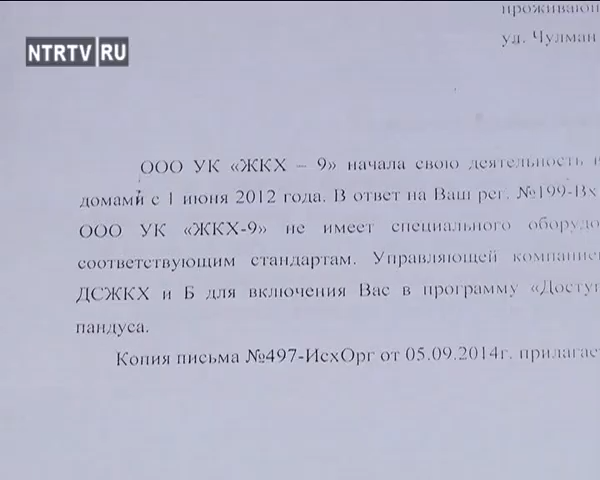 NTRTV RU
проживающ
ул. Чулман
ООО УК «ЖКХ – 9» начала свою деятельность
домами с 1 июня 2012 года. В ответ на Ваш рег. №199-Вх
ООО УК «ЖКХ-9» не имеет специального оборудо
соответствующим стандартам. Управляющей компание
ДСЖКХ и Б для включения Вас в программу «Доступ
пандуса.
Копия письма №497-ИсхОрг от 05.09.2014г. прилагае